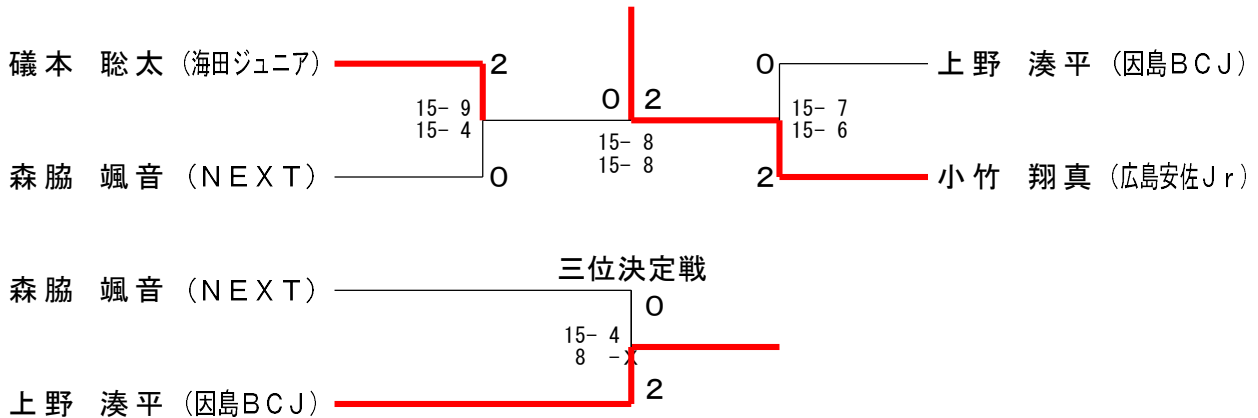 礒本 聡太 (海田ジュニア)
2
0
上野 湊平 (因島BCJ)
15- 9
15- 4
0 2
15- 7
15- 6
15- 8
15- 8
森脇 颯音 (NEXT)
0
2
小竹 翔真 (広島安佐Jr)
三位決定戦
森脇 颯音 (NEXT)
0
15- 4
8 -X
2
上野 湊平 (因島BCJ)